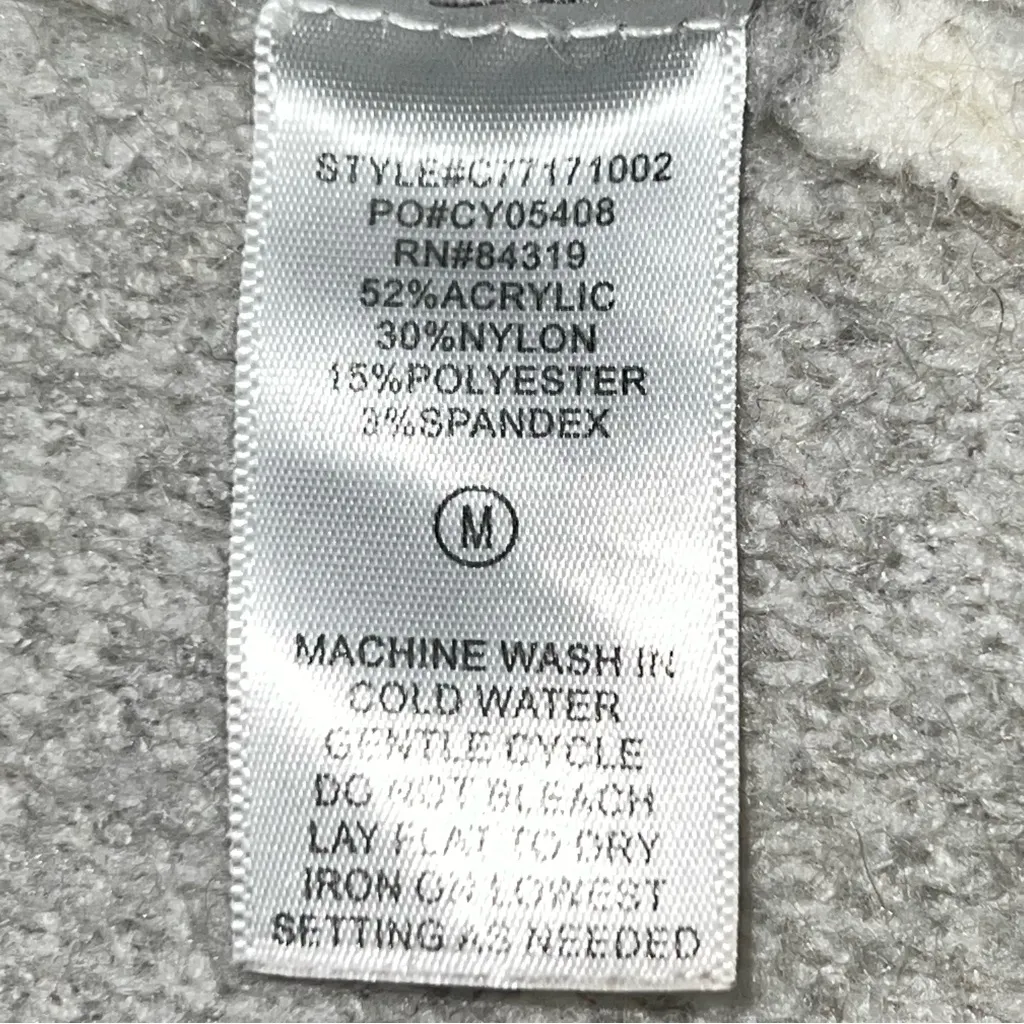 STYLE#C77171002
PO#CY05408
RN#84319
52%ACRYLIC
30%NYLON
15%POLYESTER
3%SPANDEX
M
MACHINE WASH IN
COLD WATER
GENTLE CYCLE
DO NOT BLEACH
LAY FLAT TO DRY
IRON ON LOWEST
SETTING AS NEEDED